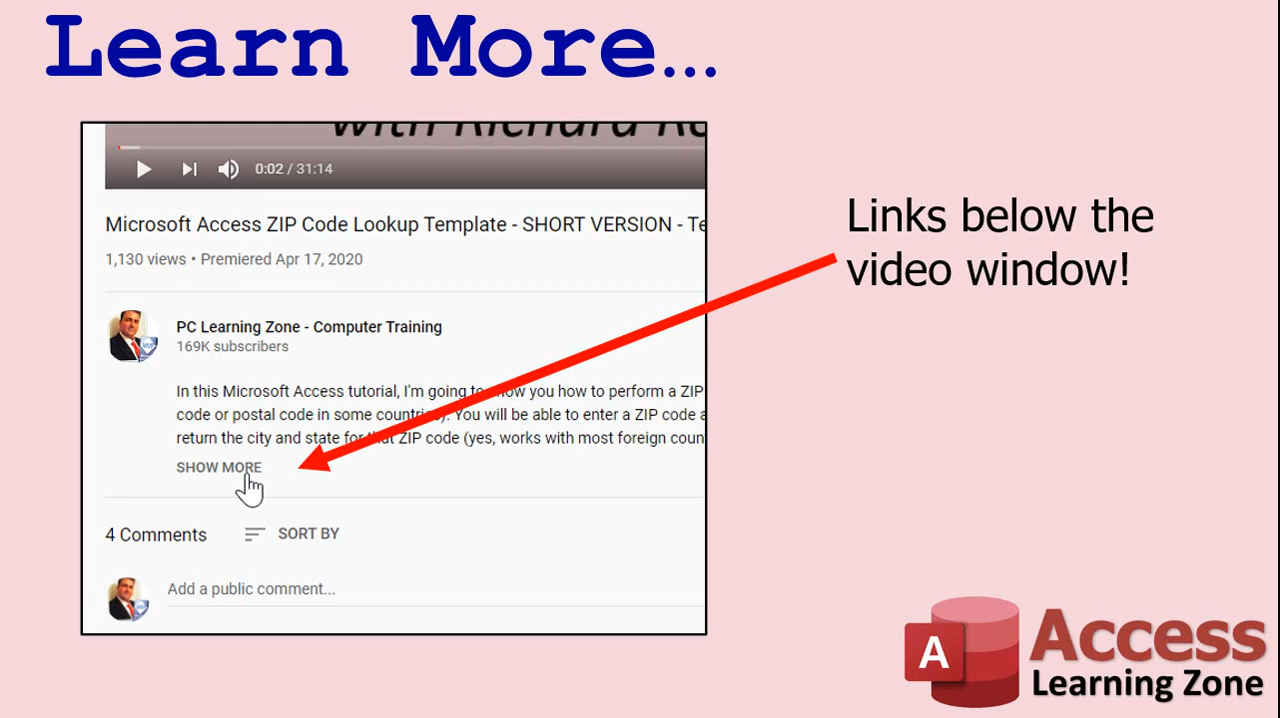 Learn More...
with Richard
0:02 / 31:14
Microsoft Access ZIP Code Lookup Template - SHORT VERSION -
1,130 views • Premiered Apr 17, 2020
PC Learning Zone - Computer Training
169K subscribers
In this Microsoft Access tutorial, I'm going to show you how to perform a ZIP
code or postal code in some countries). You will be able to enter a ZIP code
return the city and state for that ZIP code (yes, works with most foreign
SHOW MORE
4 Comments
SORT BY
Add a public comment...
Links below the
video window!
A
Access
Learning Zone